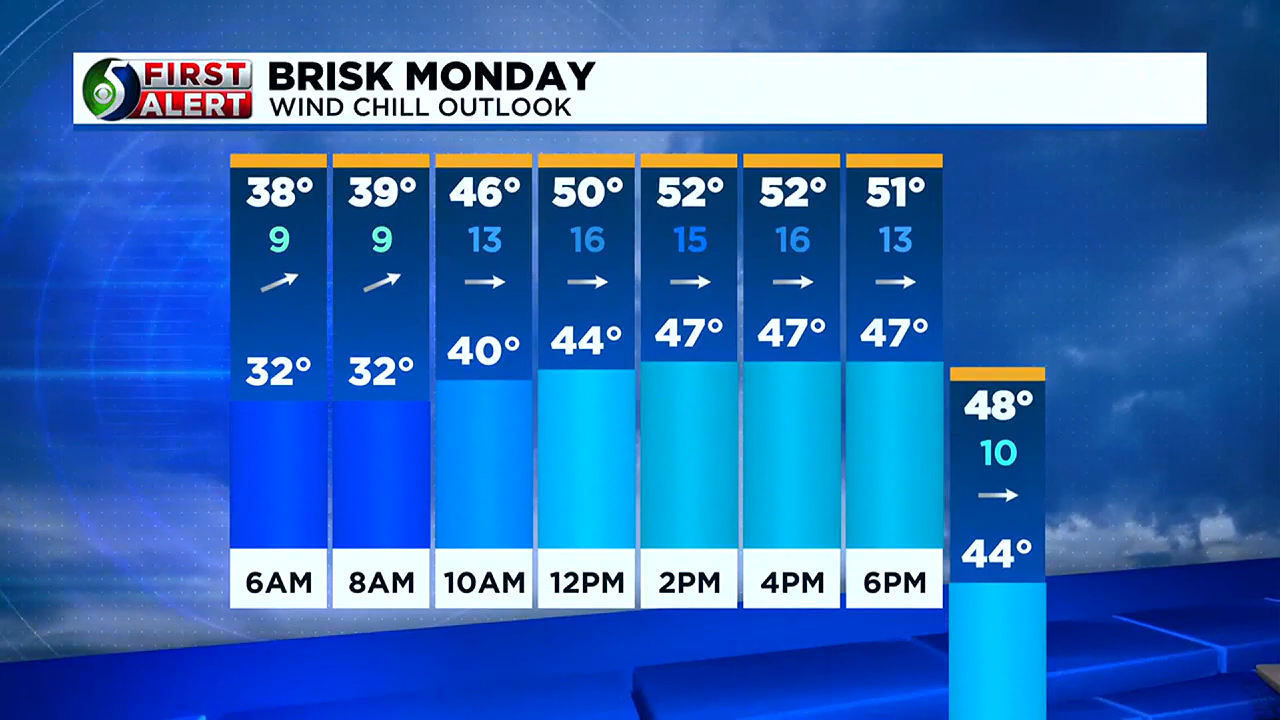 5 FIRST ALERT
BRISK MONDAY
WIND CHILL OUTLOOK
38° 39° 46° 50° 52° 52° 51°
9 9 13 16 15 16 13
32° 32° 40° 44° 47° 47° 47°
48°
10
44°
6AM 8AM 10AM 12PM 2PM 4PM 6PM